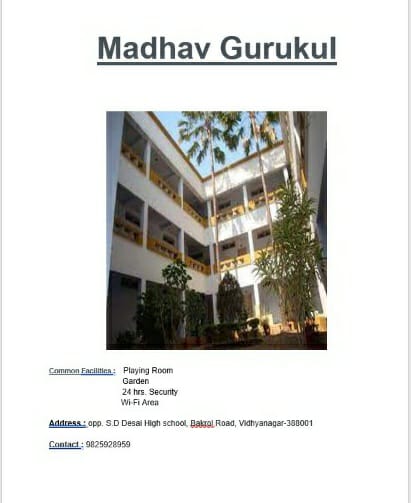 Madhav Gurukul
Common Facilities : Playing Room
Garden
24 hrs. Security
Wi-Fi Area
Address : opp. S.D Desai High school, Bakrol Road, Vidhyanagar-388001
Contact : 9825928959